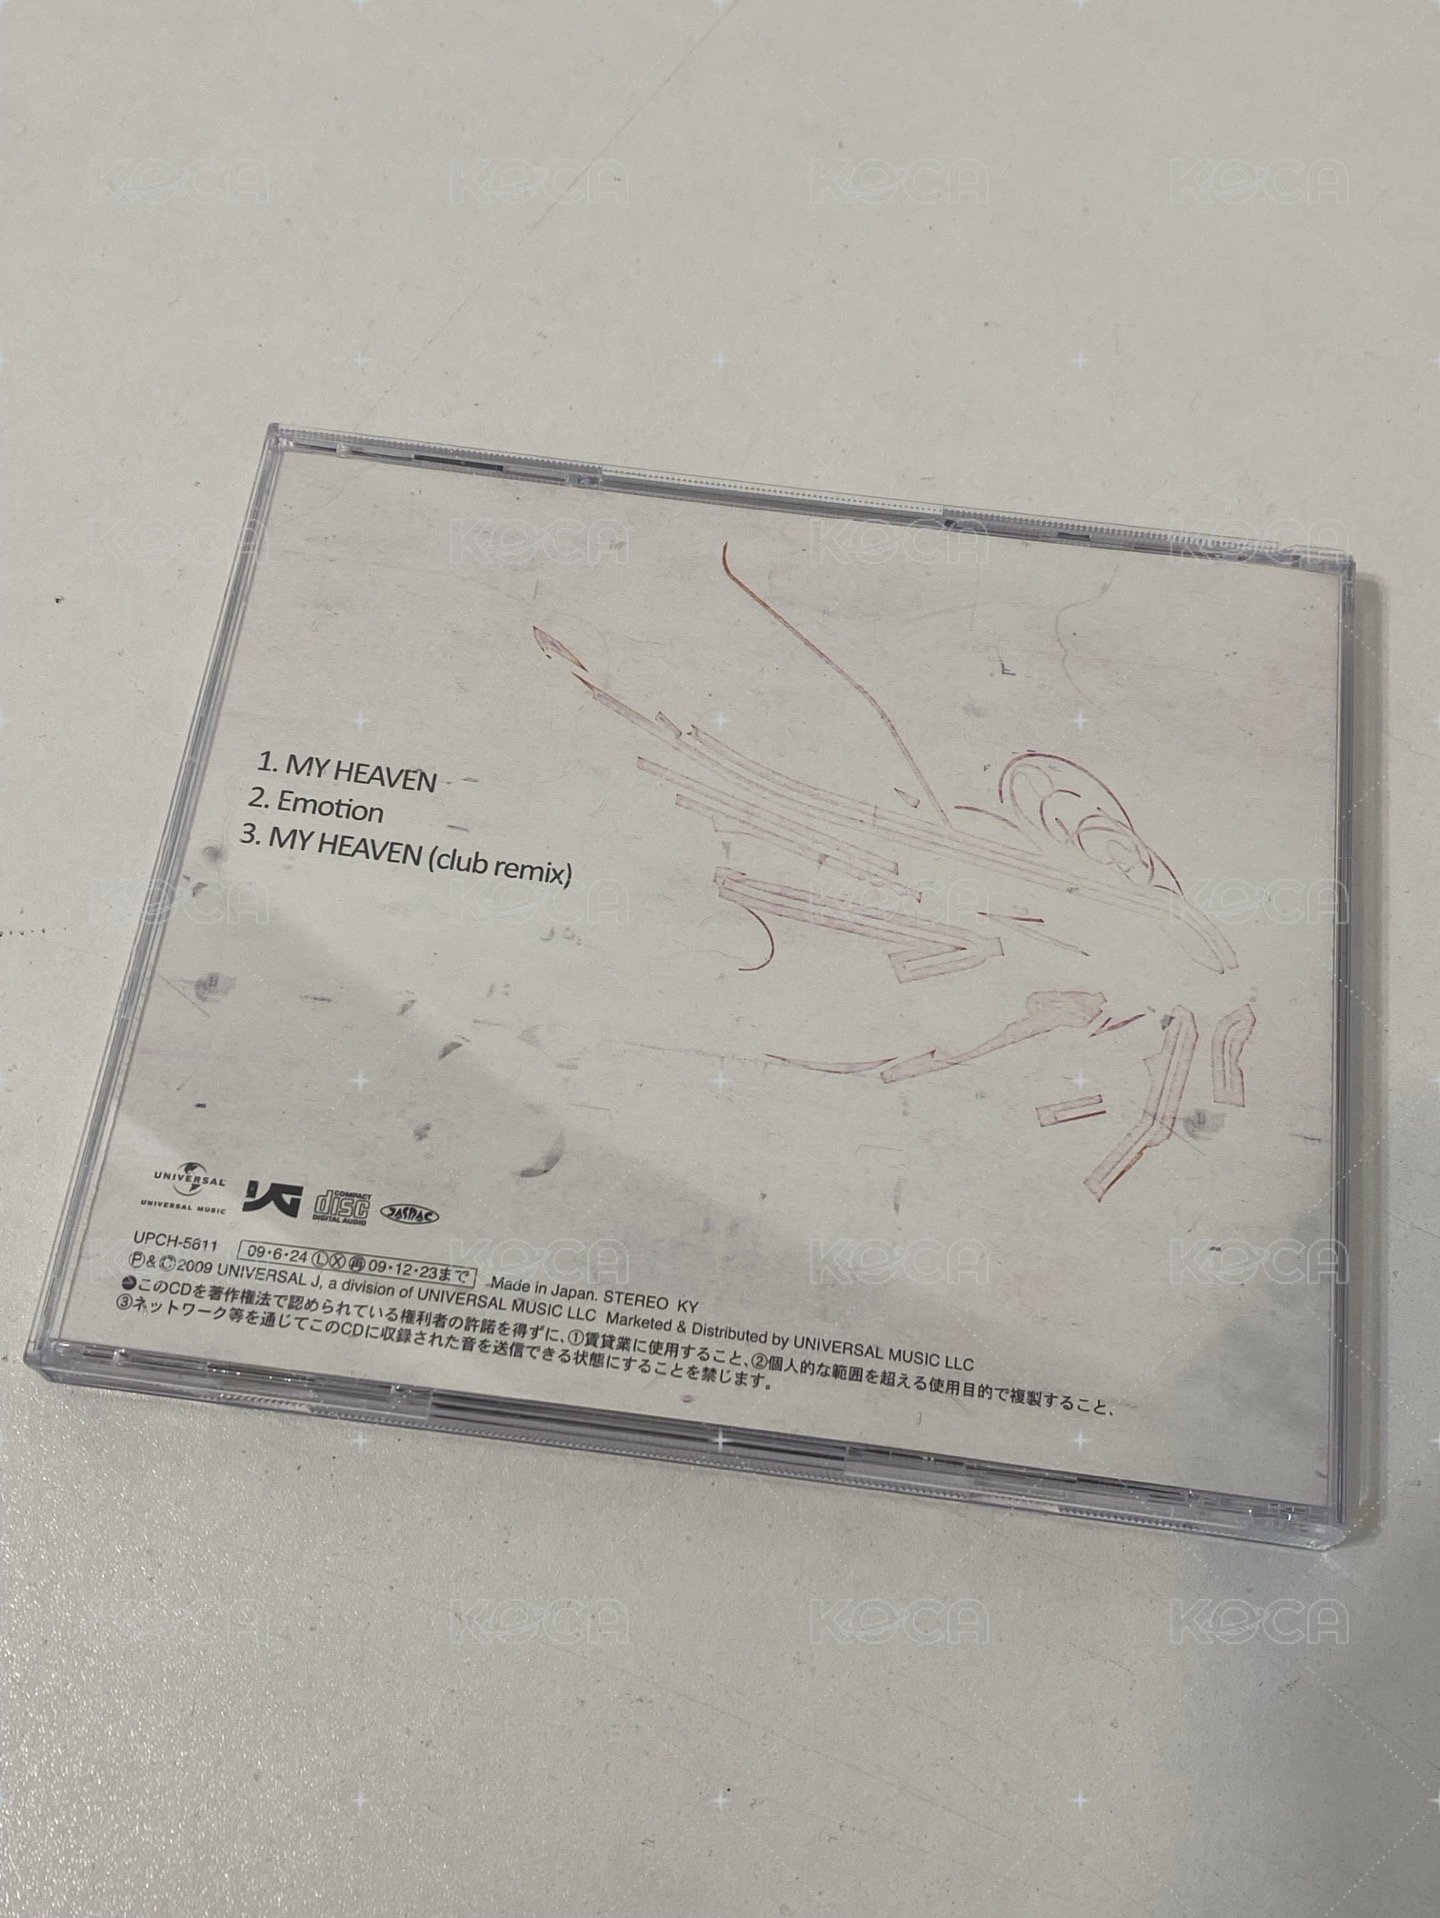 1. MY HEAVEN
2. Emotion
3. MY HEAVEN (club remix)
UNIVERSAL
UNIVERSAL MUSIC
YG
COMPACT
disc
DIGITAL AUDIO
JASRAC
UPCH-5611 09・6・24 Ⓛ Ⓧ ㊢ 09・12・23まで Made in Japan. STEREO KY
Ⓟ& Ⓒ2009 UNIVERSAL J, a division of UNIVERSAL MUSIC LLC Marketed & Distributed by UNIVERSAL MUSIC LLC
このCDを著作権法で認められている権利者の許諾を得ずに、①賃貸業に使用すること、②個人的な範囲を超える使用目的で複製すること、
③ネットワーク等を通じてこのCDに収録された音を送信できる状態にすることを禁じます。
KOCA